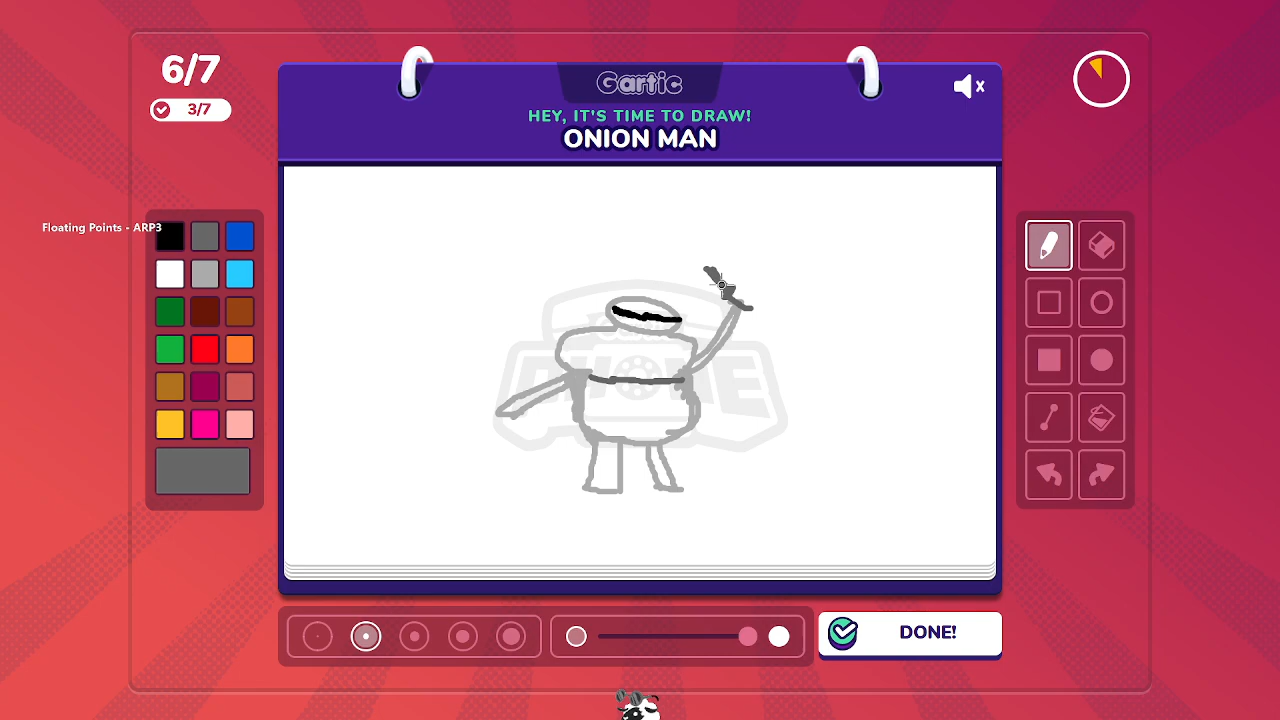 6/7
3/7
Gartic
HEY, IT'S TIME TO DRAW!
ONION MAN
Floating Points - ARP3
DONE!